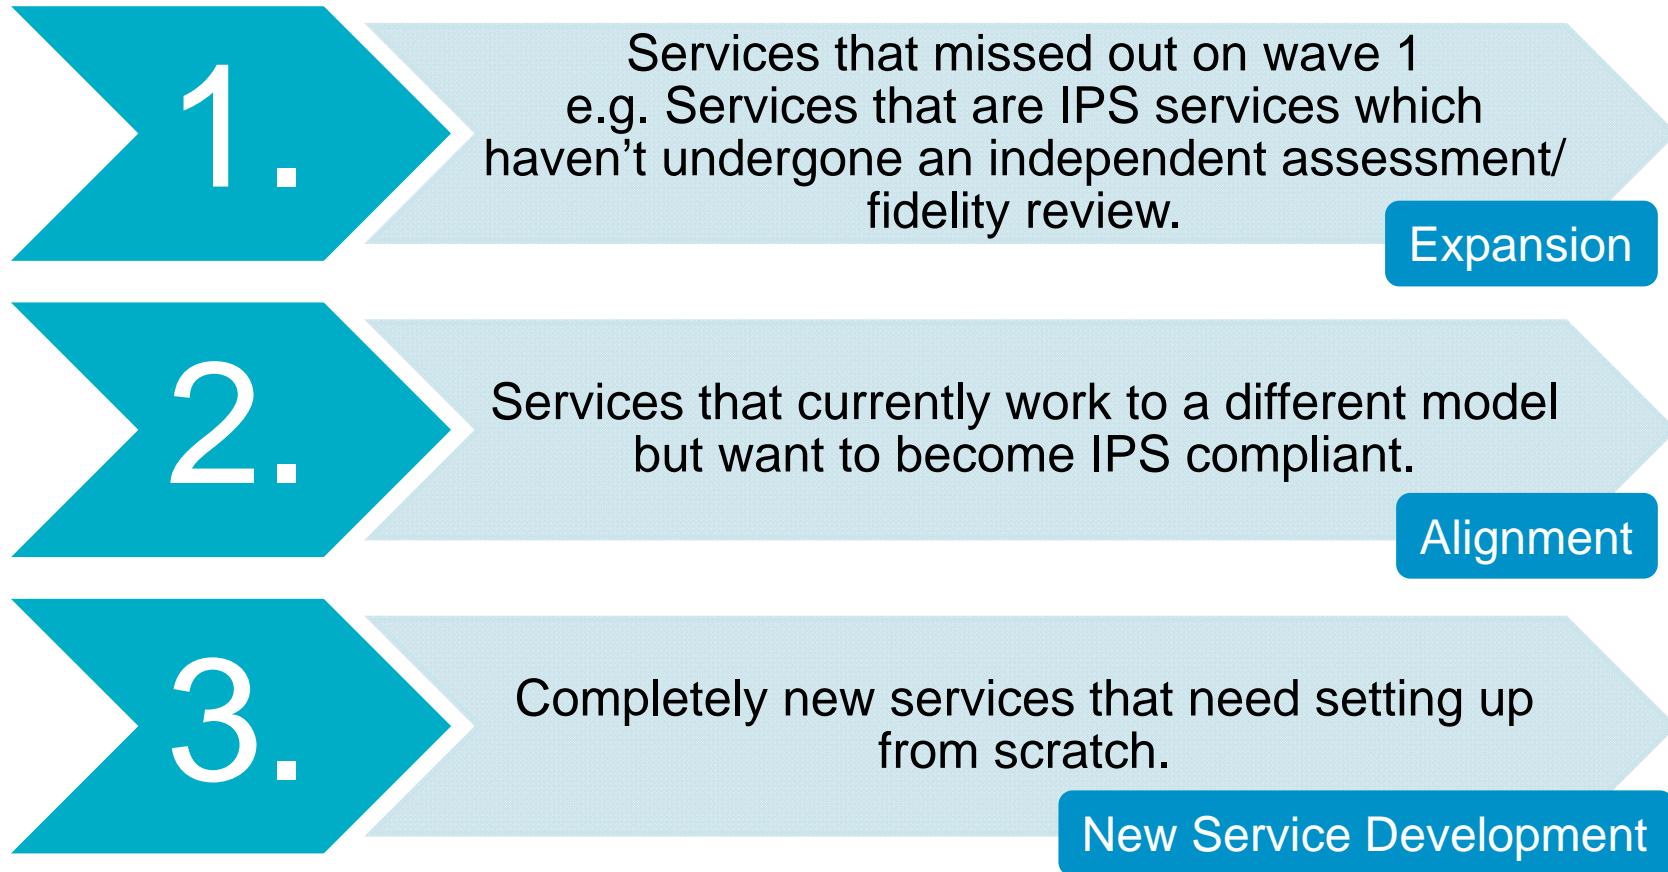 1.
Services that missed out on wave 1
e.g. Services that are IPS services which
haven’t undergone an independent assessment/
fidelity review.
Expansion
2.
Services that currently work to a different model
but want to become IPS compliant.
Alignment
3.
Completely new services that need setting up
from scratch.
New Service Development